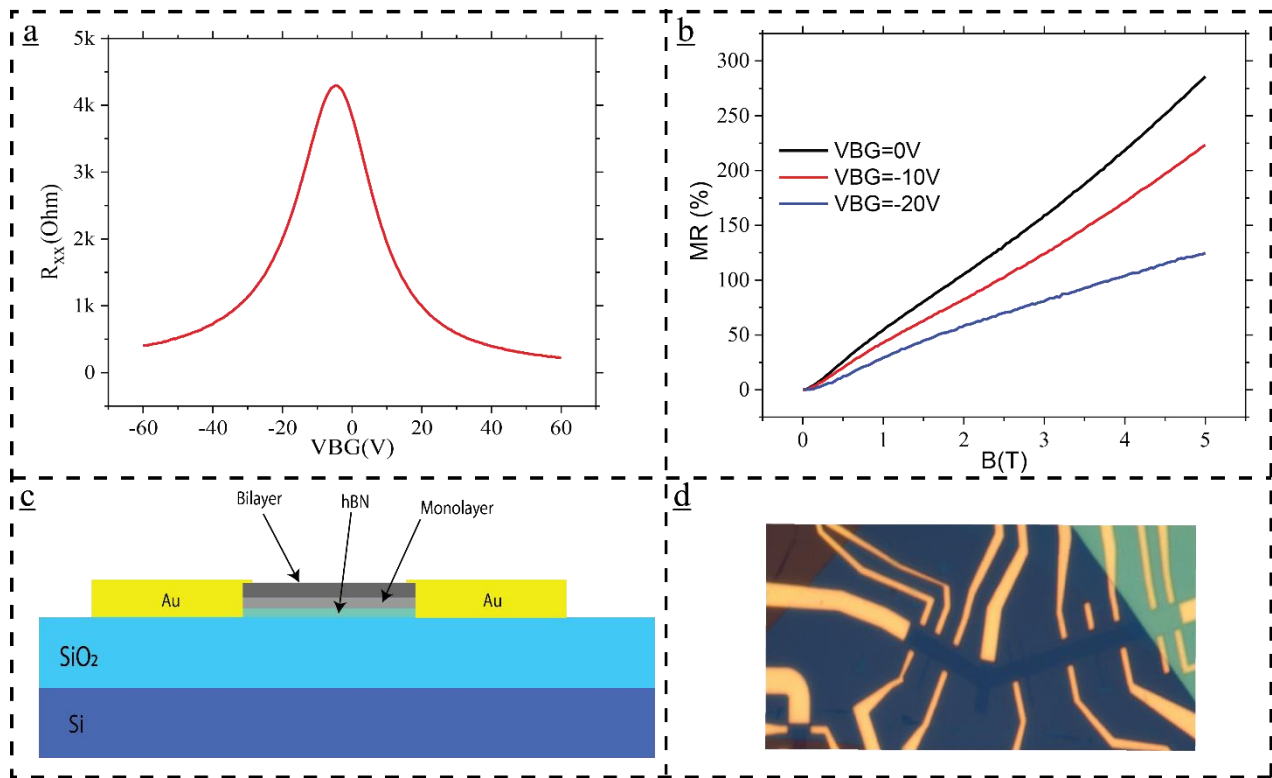 a
5k
4k
3k
2k
1k
0
Rxx(Ohm)
-60 -40 -20 0 20 40 60
VBG(V)
b
300
250
200
150
100
50
0
MR (%)
VBG=0V
VBG=-10V
VBG=-20V
0 1 2 3 4 5
B(T)
c
Bilayer hBN Monolayer
Au Au
SiO₂
Si
d